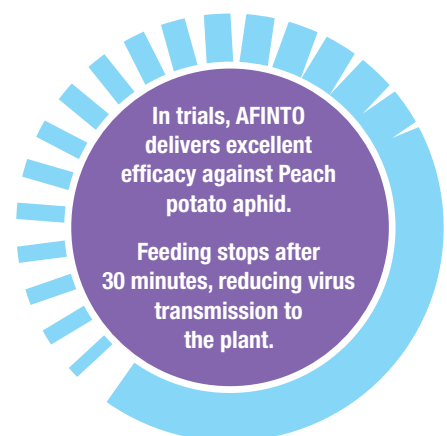 In trials, AFINTO
delivers excellent
efficacy against Peach
potato aphid.
Feeding stops after
30 minutes, reducing virus
transmission to
the plant.